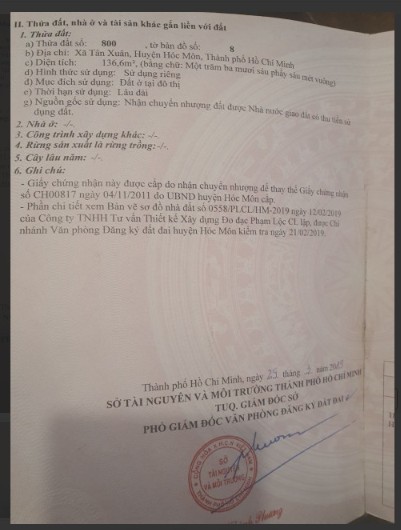 II. Thửa đất, nhà ở và tài sản khác gắn liền với đất
1. Thửa đất:
a) Thửa đất số: 800 , tờ bản đồ số: 8
b) Địa chỉ: Xã Tân Xuân, Huyện Hóc Môn, Thành phố Hồ Chí Minh
c) Diện tích: 136,6m², (bằng chữ: Một trăm ba mươi sáu phẩy sáu mét vuông)
d) Hình thức sử dụng: Sử dụng riêng
đ) Mục đích sử dụng: Đất ở tại đô thị
e) Thời hạn sử dụng: Lâu dài
g) Nguồn gốc sử dụng: Nhận chuyển nhượng đất được Nhà nước giao đất có thu tiền sử
dụng đất.
2. Nhà ở: -/-.
3. Công trình xây dựng khác: -/-.
4. Rừng sản xuất là rừng trồng: -/-.
5. Cây lâu năm: -/-.
6. Ghi chú:
- Giấy chứng nhận này được cấp do nhận chuyển nhượng để thay thế Giấy chứng nhận
số CH00817 ngày 04/11/2011 do UBND huyện Hóc Môn cấp.
- Phần chi tiết xem Bản vẽ sơ đồ nhà đất số 0558/PLCL/HM-2019 ngày 12/02/2019
của Công ty TNHH Tư vấn Thiết kế Xây dựng Đo đạc Phạm Lộc CL lập, được Chi
nhánh Văn phòng Đăng ký đất đai huyện Hóc Môn kiểm tra ngày 21/02/2019.
Thành phố Hồ Chí Minh, ngày 25 tháng 2 năm 2019
SỞ TÀI NGUYÊN VÀ MÔI TRƯỜNG THÀNH PHỐ HỒ CHÍ MINH
TUQ. GIÁM ĐỐC SỞ
PHÓ GIÁM ĐỐC VĂN PHÒNG ĐĂNG KÝ ĐẤT ĐAI
SỞ
TÀI NGUYÊN
VÀ MÔI TRƯỜNG